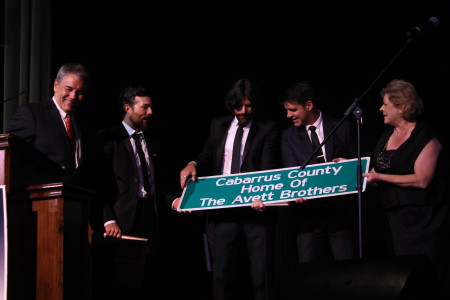 Cabarrus County
Home Of
The Avett Brothers